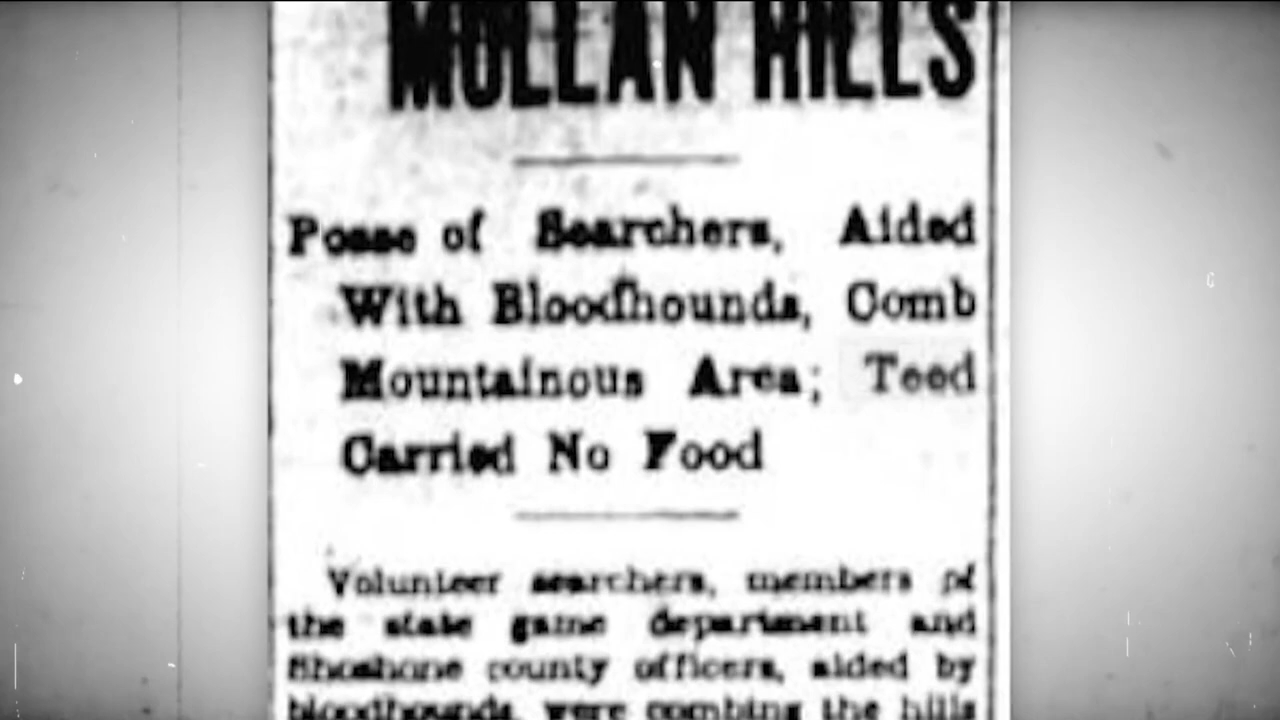 MULLAN HILLS
Posse of Searchers, Aided
With Bloodhounds, Comb
Mountainous Area; Teed
Carried No Food
Volunteer searchers, members of
the state game department and
Shoshone county officers, aided by
bloodhounds, were combing the hills